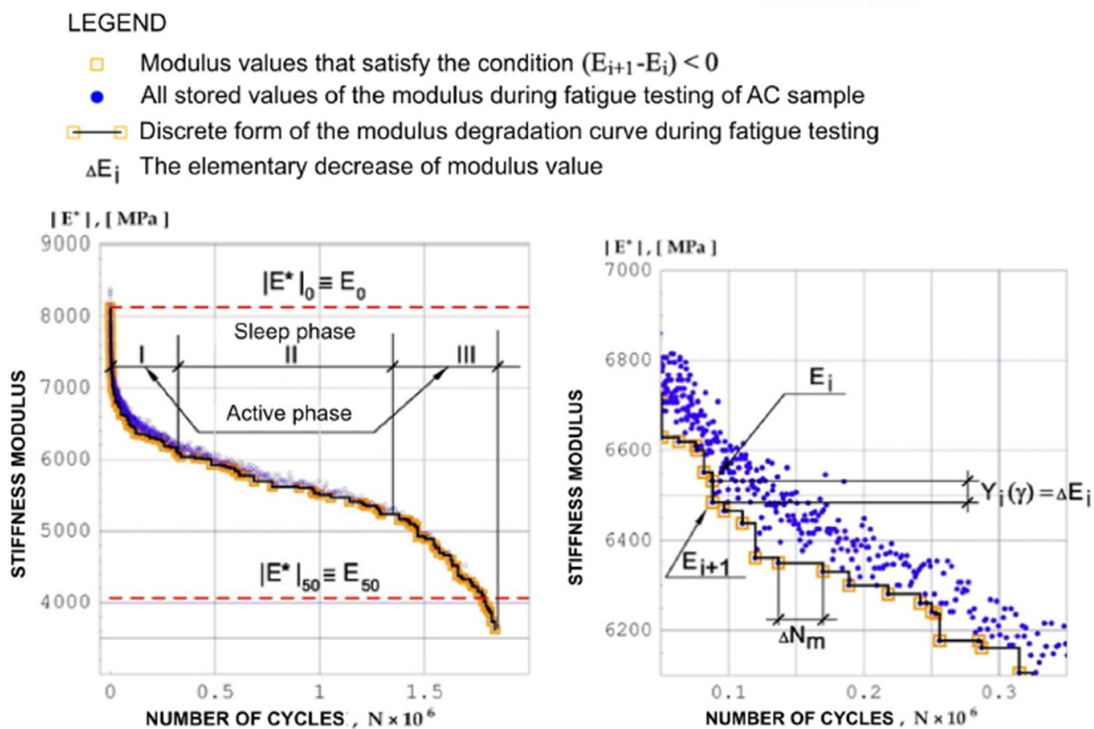 LEGEND
Modulus values that satisfy the condition (Ei+1-Ei) < 0
All stored values of the modulus during fatigue testing of AC sample
Discrete form of the modulus degradation curve during fatigue testing
ΔEi The elementary decrease of modulus value
|E*|, [MPa]
9000
8000
7000
6000
5000
4000
|E*|0 ≡ E0
Sleep phase
I
II
III
Active phase
|E*|50 ≡ E50
STIFFNESS MODULUS
0
0.5
1
1.5
NUMBER OF CYCLES, N × 10^6
|E*|, [MPa]
7000
6800
6600
6400
6200
Ei
Yi(γ) = ΔEi
Ei+1
ΔNm
STIFFNESS MODULUS
0.1
0.2
0.3
NUMBER OF CYCLES , N × 10^6